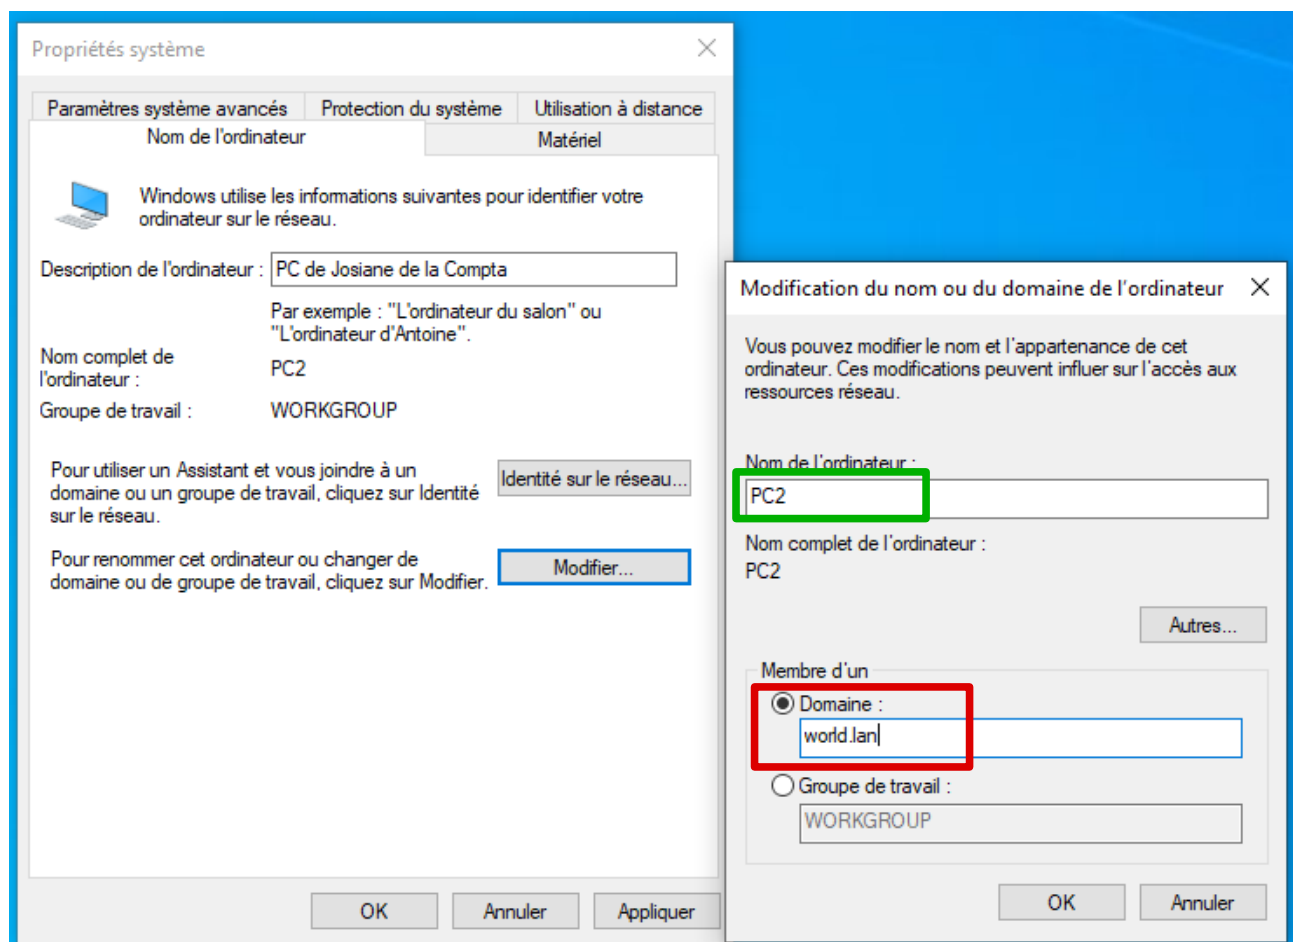 Propriétés système
Paramètres système avancés
Protection du système
Utilisation à distance
Nom de l'ordinateur
Matériel
Windows utilise les informations suivantes pour identifier votre
ordinateur sur le réseau.
Description de l'ordinateur :
PC de Josiane de la Compta
Par exemple : "L'ordinateur du salon" ou
"L'ordinateur d'Antoine".
Nom complet de
l'ordinateur :
PC2
Groupe de travail :
WORKGROUP
Pour utiliser un Assistant et vous joindre à un
domaine ou un groupe de travail, cliquez sur Identité
sur le réseau.
Identité sur le réseau...
Pour renommer cet ordinateur ou changer de
domaine ou de groupe de travail, cliquez sur Modifier.
Modifier...
OK
Annuler
Appliquer
Modification du nom ou du domaine de l'ordinateur
Vous pouvez modifier le nom et l'appartenance de cet
ordinateur. Ces modifications peuvent influer sur l'accès aux
ressources réseau.
Nom de l'ordinateur :
PC2
Nom complet de l'ordinateur :
PC2
Autres...
Membre d'un
Domaine :
world.lan
Groupe de travail :
WORKGROUP
OK
Annuler